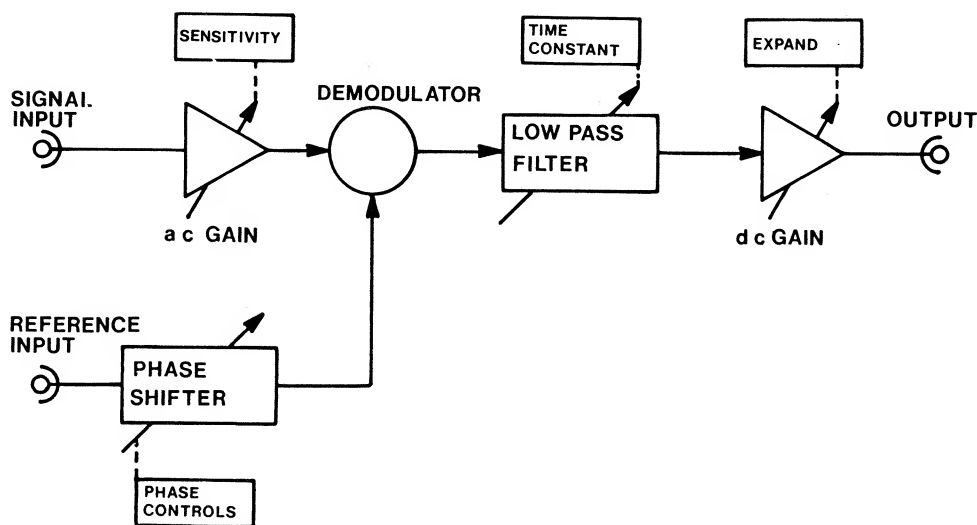 SENSITIVITY
TIME
CONSTANT
EXPAND
SIGNAL
INPUT
DEMODULATOR
LOW PASS
FILTER
OUTPUT
a c GAIN
d c GAIN
REFERENCE
INPUT
PHASE
SHIFTER
PHASE
CONTROLS